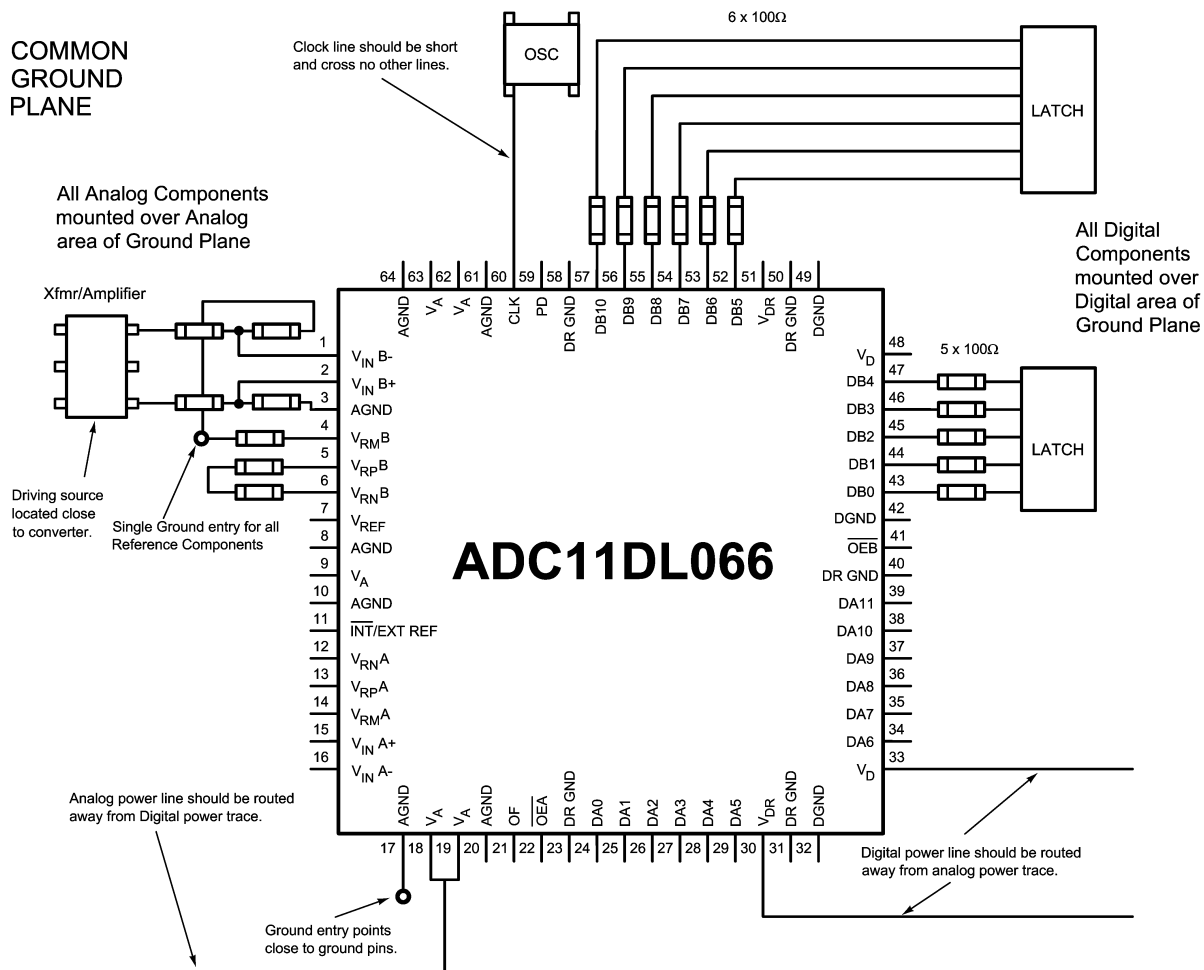 COMMON
GROUND
PLANE
Clock line should be short
and cross no other lines.
OSC
6 x 100Ω
LATCH
All Analog Components
mounted over Analog
area of Ground Plane
All Digital
Components
mounted over
Digital area of
Ground Plane
Xfmr/Amplifier
64 63 62 61 60 59 58 57 56 55 54 53 52 51 50 49
AGND VA VA AGND CLK PD DR GND DB10 DB9 DB8 DB7 DB6 DB5 VDR DR GND DGND
1 VIN B-
2 VIN B+
3 AGND
4 VRMB
5 VRPB
6 VRNB
7 VREF
8 AGND
9 VA
10 AGND
11 INT/EXT REF
12 VRNA
13 VRPA
14 VRMA
15 VIN A+
16 VIN A-
Driving source
located close
to converter.
Single Ground entry for all
Reference Components
ADC11DL066
5 x 100Ω
LATCH
VD 48
DB4 47
DB3 46
DB2 45
DB1 44
DB0 43
DGND 42
OEB 41
DR GND 40
DA11 39
DA10 38
DA9 37
DA8 36
DA7 35
DA6 34
VD 33
AGND VA VA AGND OF OEA DR GND DA0 DA1 DA2 DA3 DA4 DA5 VDR DR GND DGND
17 18 19 20 21 22 23 24 25 26 27 28 29 30 31 32
Analog power line should be routed
away from Digital power trace.
Ground entry points
close to ground pins.
Digital power line should be routed
away from analog power trace.